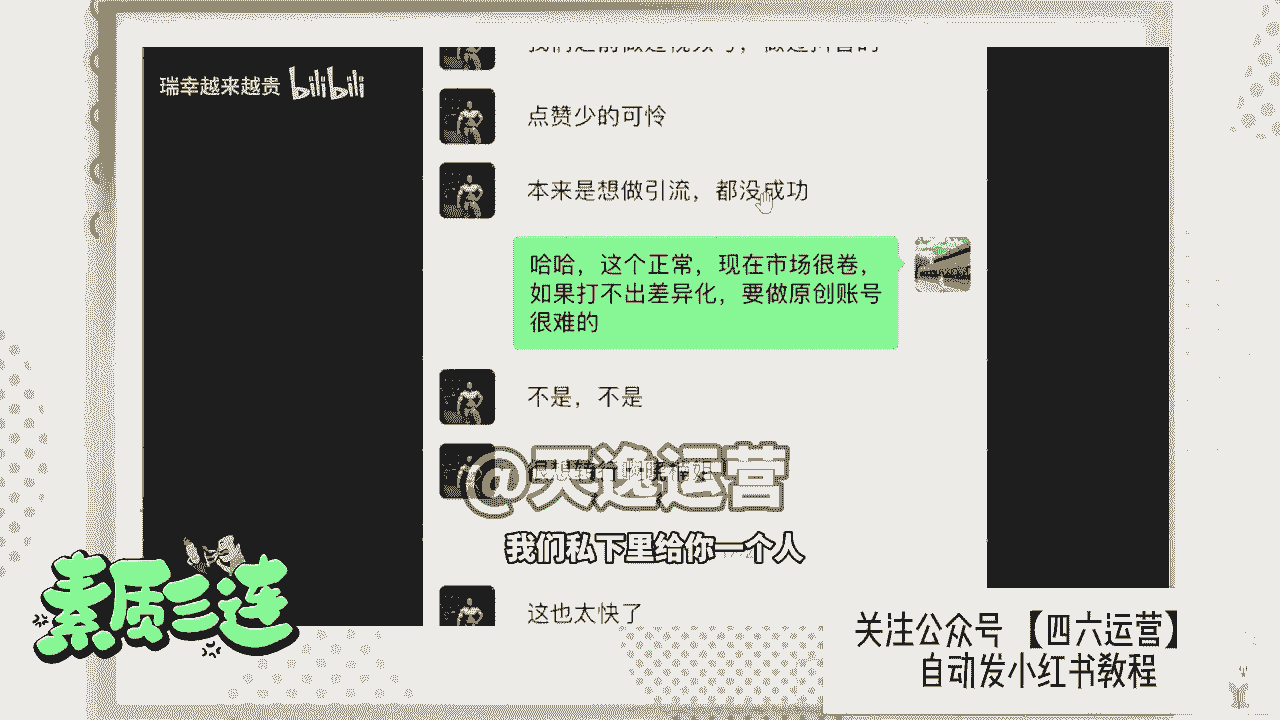 瑞幸越来越贵 bilibili
点赞少的可怜
本来是想做引流，都没成功
哈哈，这个正常，现在市场很卷，
如果打不出差异化，要做原创账号
很难的
不是，不是
@天逸运营
我们私下里给你一个人
这也太快了
素质三连
关注公众号【四六运营】
自动发小红书教程